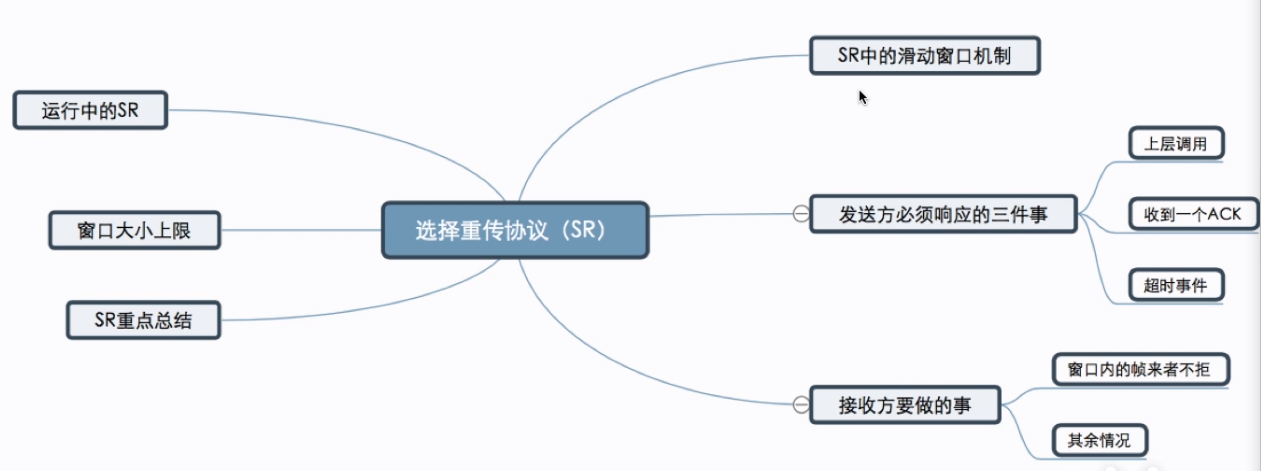 选择重传协议（SR）
SR中的滑动窗口机制
发送方必须响应的三件事
上层调用
收到一个ACK
超时事件
接收方要做的事
窗口内的帧来者不拒
其余情况
运行中的SR
窗口大小上限
SR重点总结